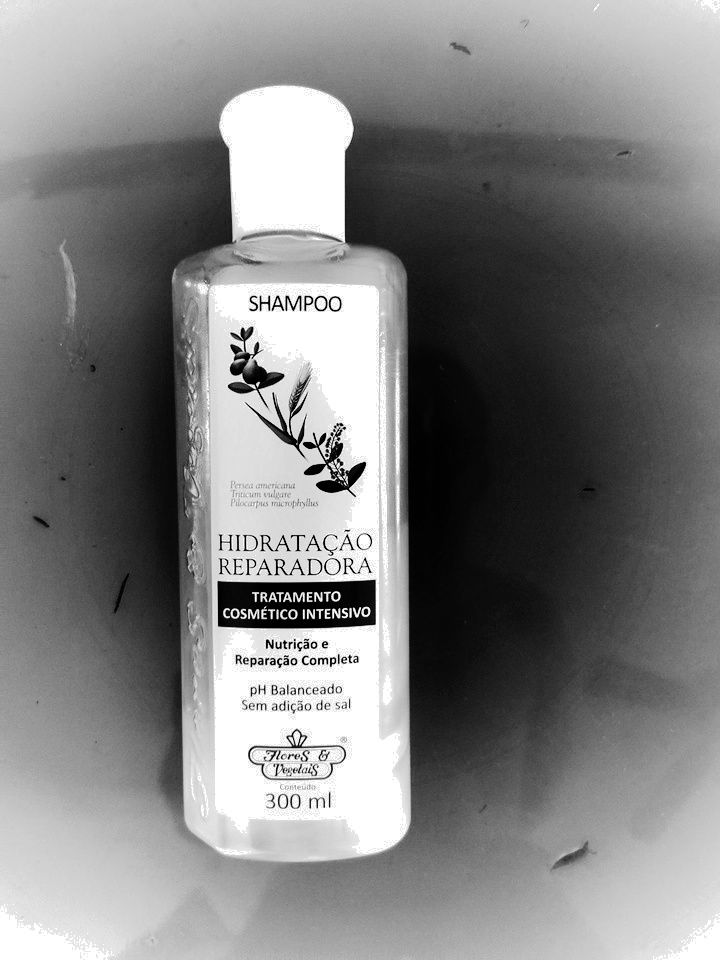 SHAMPOO
Persea americana
Triticum vulgare
Pilocarpus microphyllus
HIDRATAÇÃO
REPARADORA
TRATAMENTO
COSMÉTICO INTENSIVO
Nutrição e
Reparação Completa
pH Balanceado
Sem adição de sal
®
Flores &
Vegetais
Conteúdo
300 ml